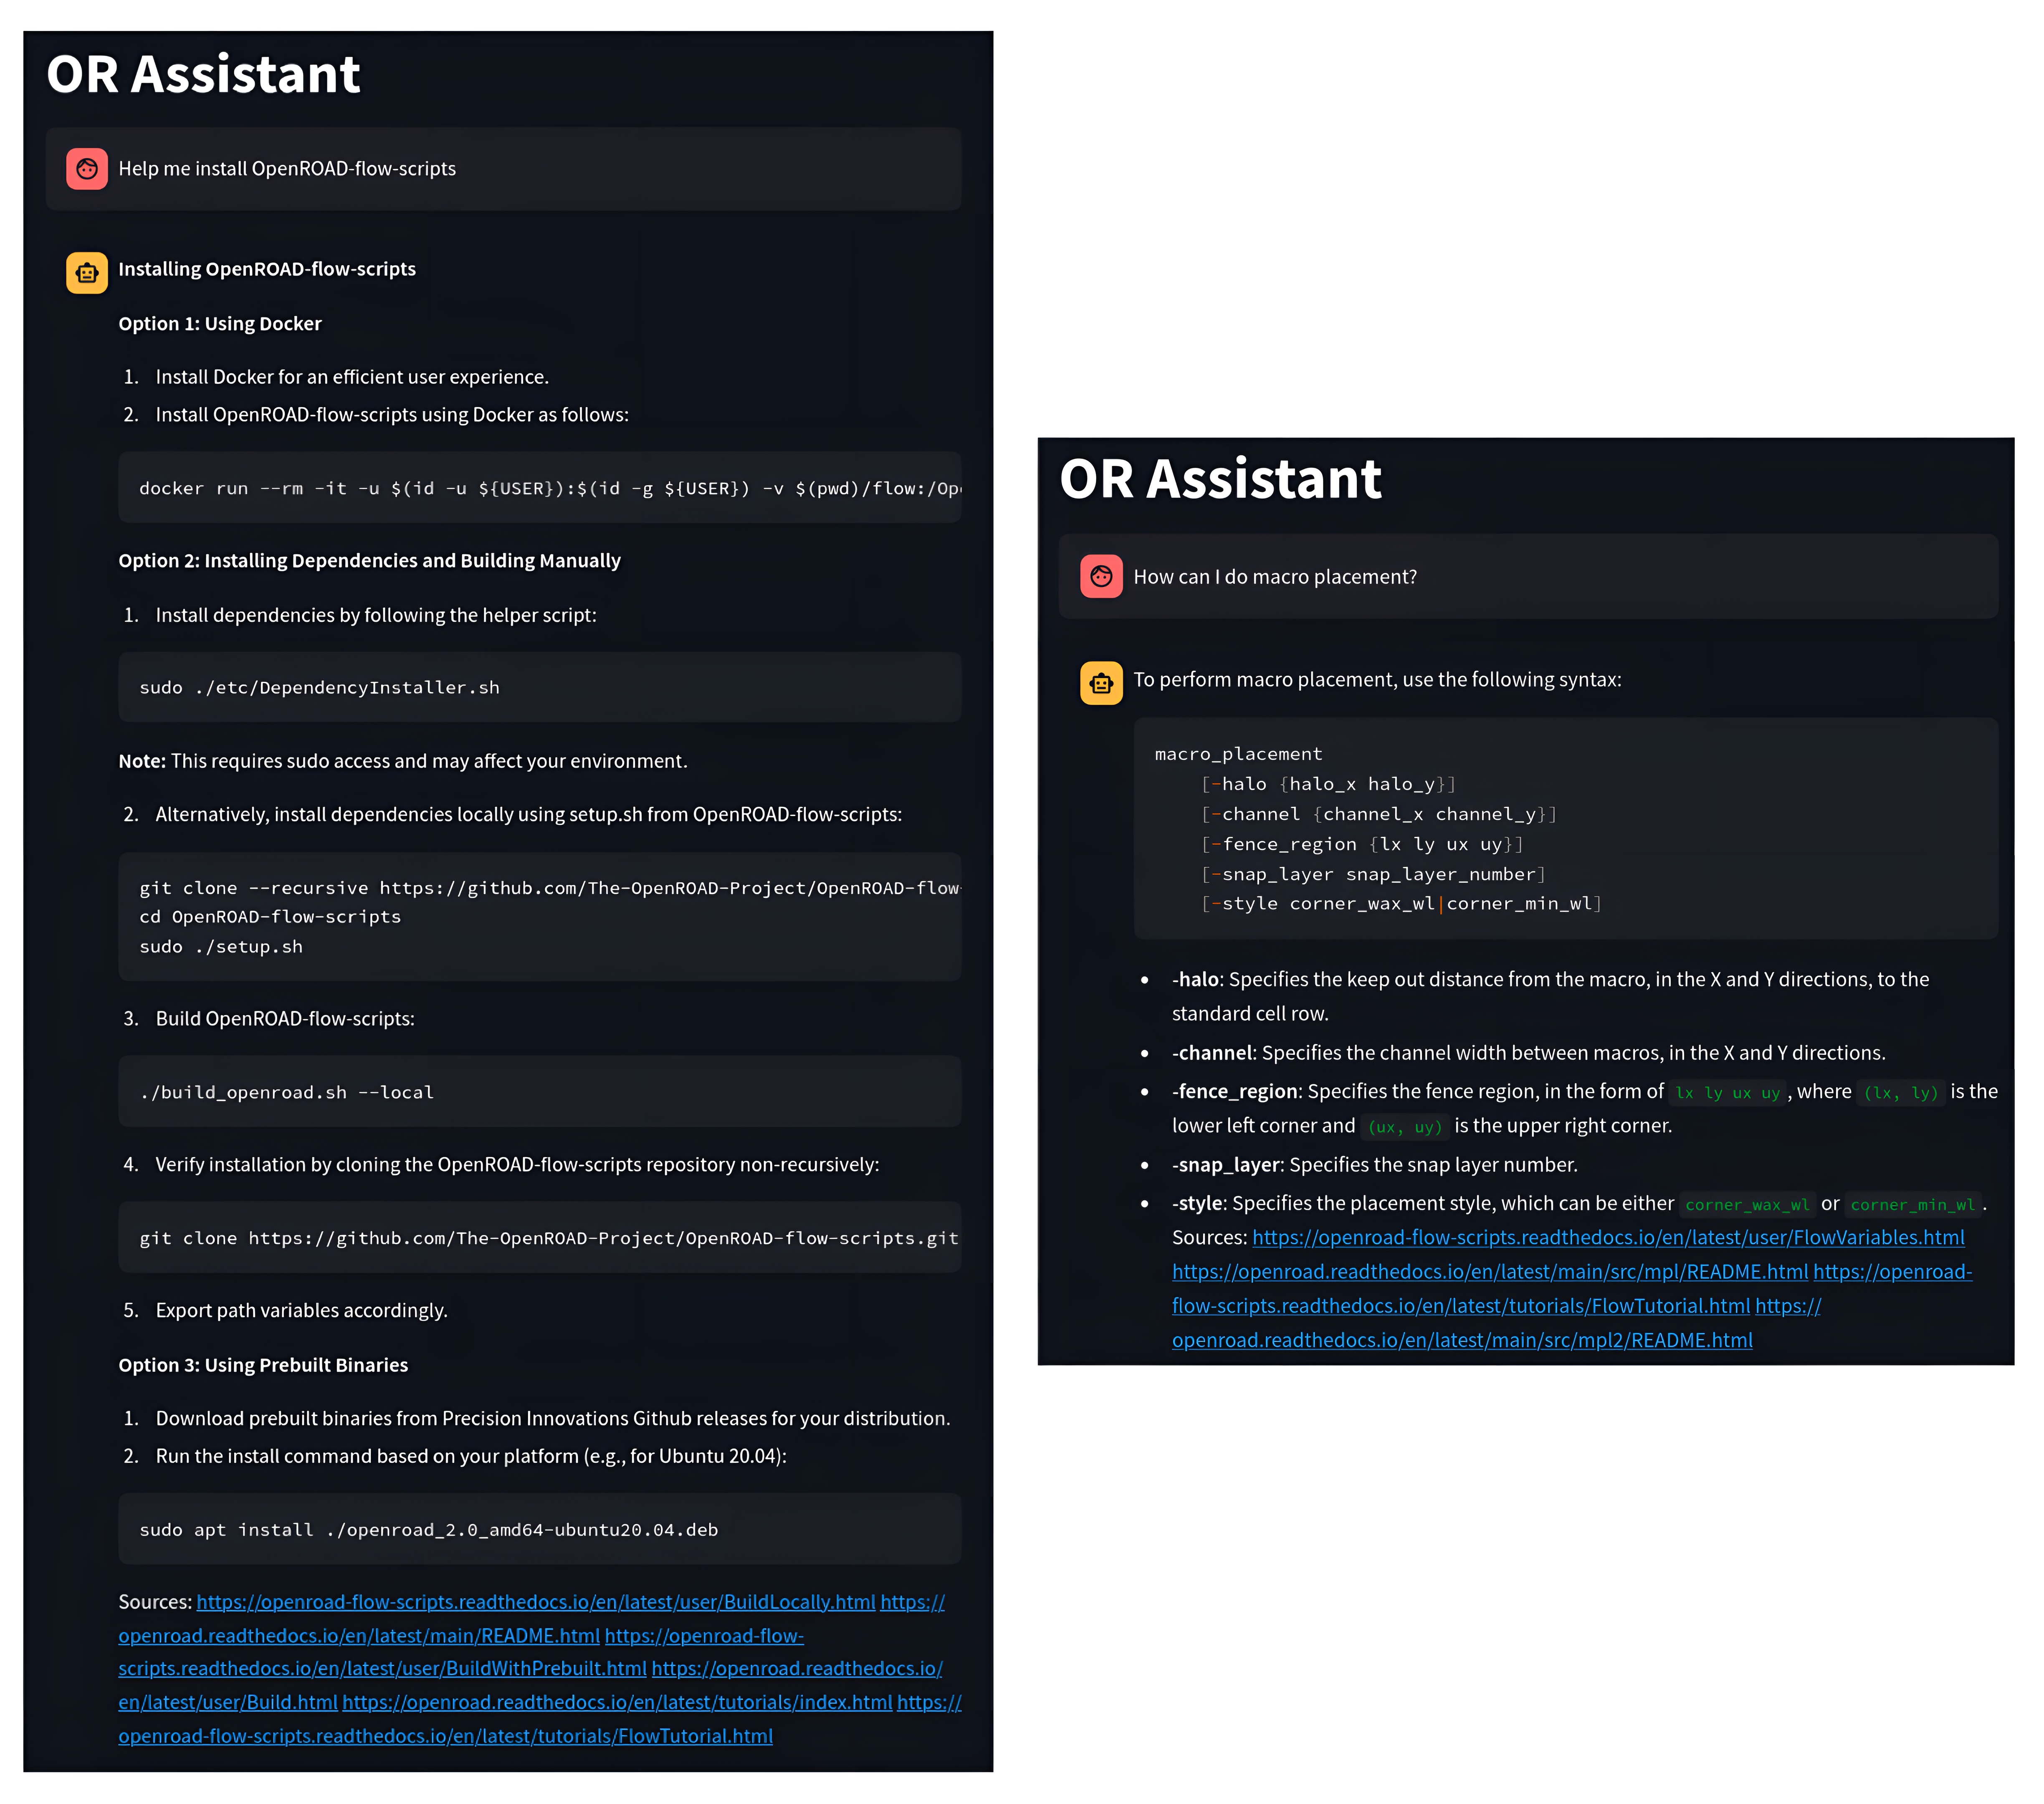 OR Assistant
Help me install OpenROAD-flow-scripts
Installing OpenROAD-flow-scripts
Option 1: Using Docker
1. Install Docker for an efficient user experience.
2. Install OpenROAD-flow-scripts using Docker as follows:
docker run --rm -it -u $(id -u ${USER}):$(id -g ${USER}) -v $(pwd)/flow:/Ope
Option 2: Installing Dependencies and Building Manually
1. Install dependencies by following the helper script:
sudo ./etc/DependencyInstaller.sh
Note: This requires sudo access and may affect your environment.
2. Alternatively, install dependencies locally using setup.sh from OpenROAD-flow-scripts:
git clone --recursive https://github.com/The-OpenROAD-Project/OpenROAD-flow-
cd OpenROAD-flow-scripts
sudo ./setup.sh
3. Build OpenROAD-flow-scripts:
./build_openroad.sh --local
4. Verify installation by cloning the OpenROAD-flow-scripts repository non-recursively:
git clone https://github.com/The-OpenROAD-Project/OpenROAD-flow-scripts.git
5. Export path variables accordingly.
Option 3: Using Prebuilt Binaries
1. Download prebuilt binaries from Precision Innovations Github releases for your distribution.
2. Run the install command based on your platform (e.g., for Ubuntu 20.04):
sudo apt install ./openroad_2.0_amd64-ubuntu20.04.deb
Sources: https://openroad-flow-scripts.readthedocs.io/en/latest/user/BuildLocally.html https://
openroad.readthedocs.io/en/latest/main/README.html https://openroad-flow-
scripts.readthedocs.io/en/latest/user/BuildWithPrebuilt.html https://openroad.readthedocs.io/
en/latest/user/Build.html https://openroad.readthedocs.io/en/latest/tutorials/index.html https://
openroad-flow-scripts.readthedocs.io/en/latest/tutorials/FlowTutorial.html
OR Assistant
How can I do macro placement?
To perform macro placement, use the following syntax:
macro_placement
[-halo {halo_x halo_y}]
[-channel {channel_x channel_y}]
[-fence_region {lx ly ux uy}]
[-snap_layer snap_layer_number]
[-style corner_wax_wl|corner_min_wl]
• -halo: Specifies the keep out distance from the macro, in the X and Y directions, to the
standard cell row.
• -channel: Specifies the channel width between macros, in the X and Y directions.
• -fence_region: Specifies the fence region, in the form of lx ly ux uy, where (lx, ly) is the
lower left corner and (ux, uy) is the upper right corner.
• -snap_layer: Specifies the snap layer number.
• -style: Specifies the placement style, which can be either corner_wax_wl or corner_min_wl.
Sources: https://openroad-flow-scripts.readthedocs.io/en/latest/user/FlowVariables.html
https://openroad.readthedocs.io/en/latest/main/src/mpl/README.html https://openroad-
flow-scripts.readthedocs.io/en/latest/tutorials/FlowTutorial.html https://
openroad.readthedocs.io/en/latest/main/src/mpl2/README.html